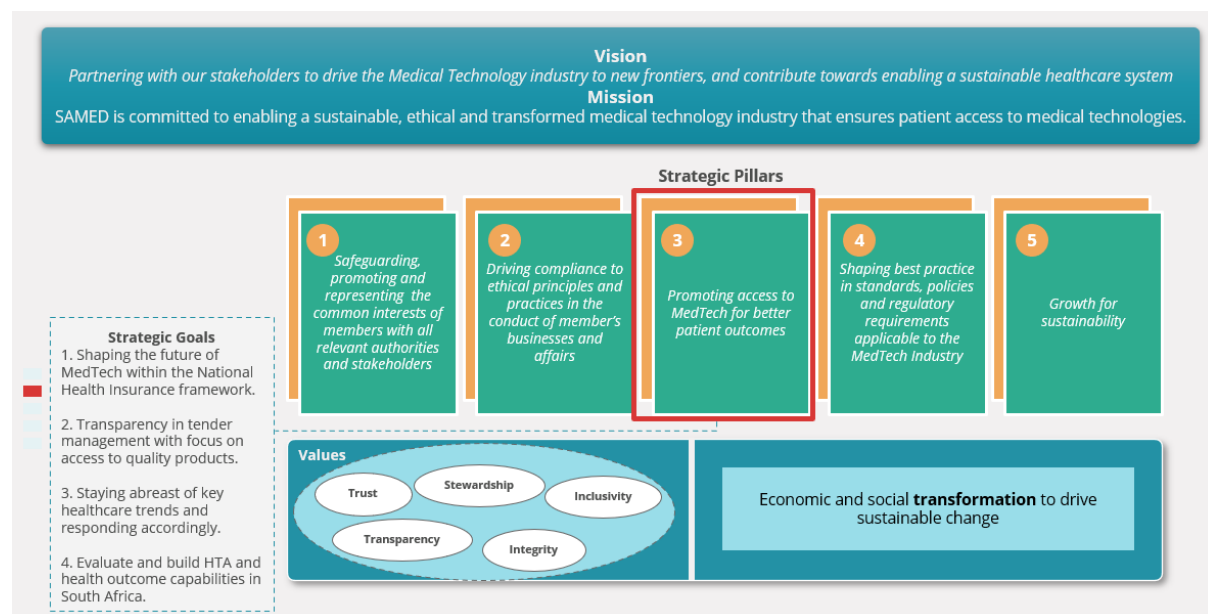 Vision
Partnering with our stakeholders to drive the Medical Technology industry to new frontiers, and contribute towards enabling a sustainable healthcare system
Mission
SAMED is committed to enabling a sustainable, ethical and transformed medical technology industry that ensures patient access to medical technologies.
Strategic Pillars
1
Safeguarding,
promoting and
representing the
common interests of
members with all
relevant authorities
and stakeholders
2
Driving compliance to
ethical principles and
practices in the
conduct of member's
businesses and
affairs
3
Promoting access to
MedTech for better
patient outcomes
4
Shaping best practice
in standards, policies
and regulatory
requirements
applicable to the
MedTech Industry
5
Growth for
sustainability
Strategic Goals
1. Shaping the future of
MedTech within the National
Health Insurance framework.
2. Transparency in tender
management with focus on
access to quality products.
3. Staying abreast of key
healthcare trends and
responding accordingly.
4. Evaluate and build HTA and
health outcome capabilities in
South Africa.
Values
Trust
Stewardship
Inclusivity
Transparency
Integrity
Economic and social transformation to drive
sustainable change